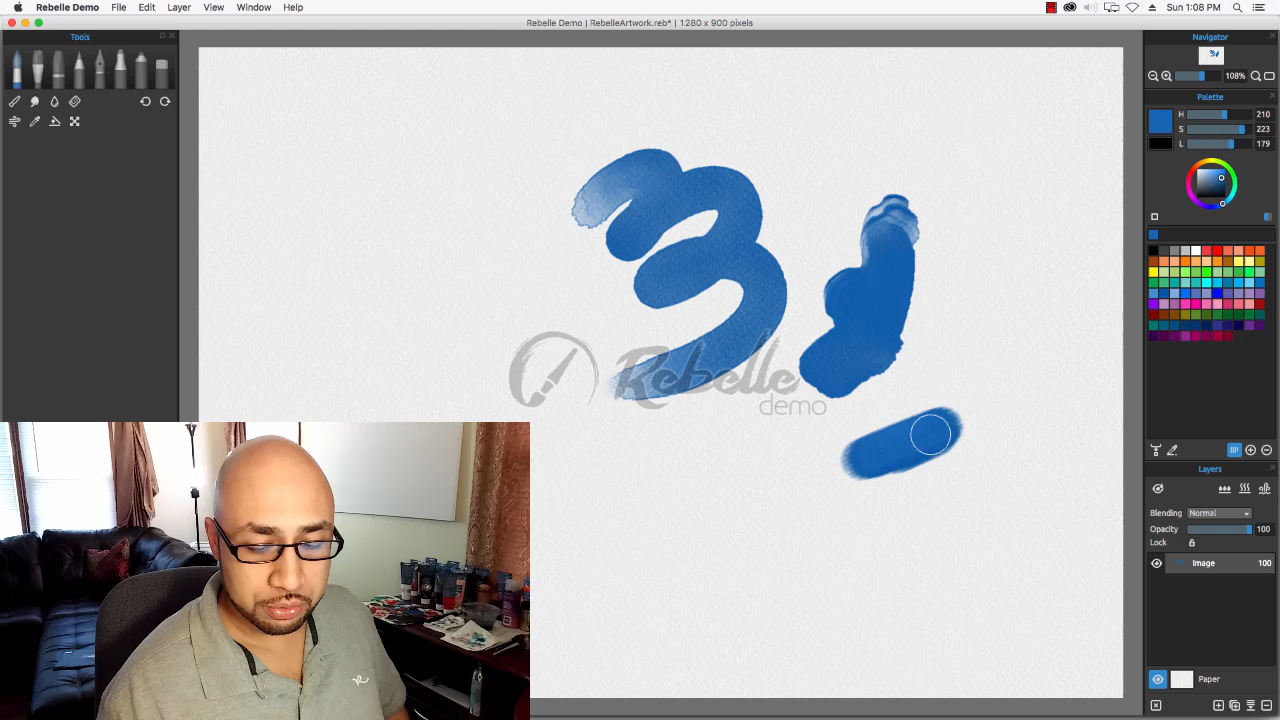 Rebelle Demo File Edit Layer View Window Help Sun 1:08 PM
Rebelle Demo | RebelleArtwork.reb* | 1280 x 900 pixels
Tools
Navigator
108%
Palette
H 210
S 223
L 179
Rebelle
demo
Layers
Blending Normal
Opacity 100
Lock
Image 100
Paper